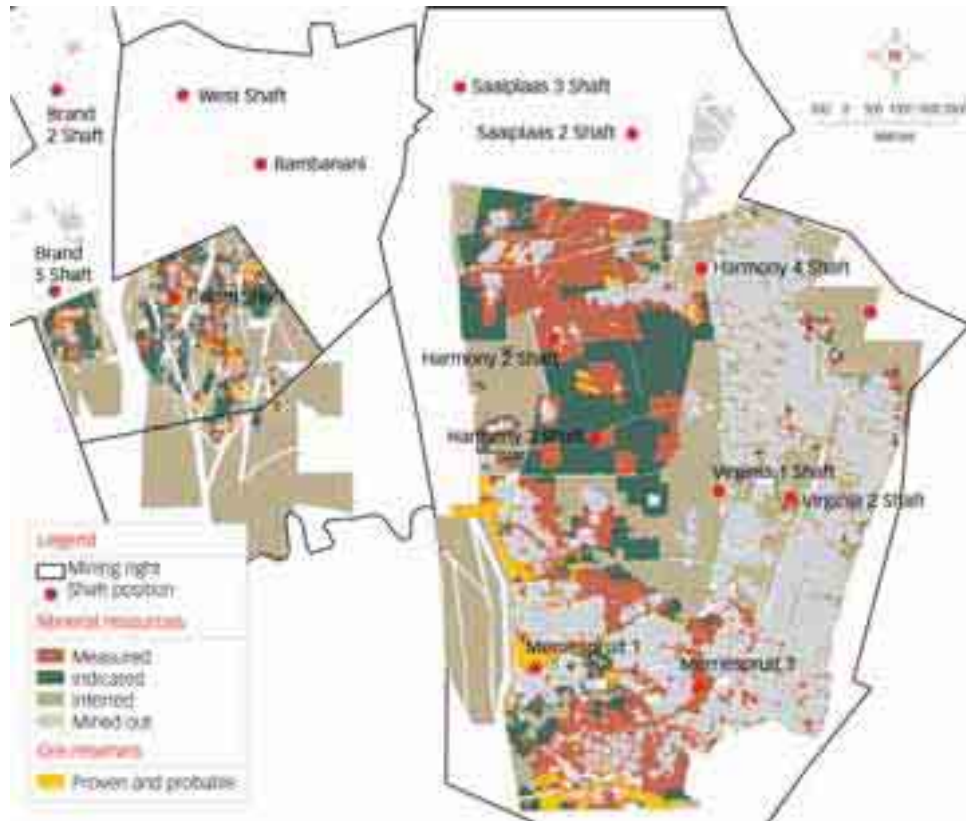 Brand
2 Shaft
West Shaft
Bambanani
Saaiplaas 3 Shaft
Saaiplaas 2 Shaft
Brand
5 Shaft
Harmony 4 Shaft
Harmony 2 Shaft
Harmony 3 Shaft
Virginia 1 Shaft
Virginia 2 Shaft
Merriespruit 1
Merriespruit 3
Legend
Mining right
Shaft position
Mineral resources
Measured
Indicated
Inferred
Mined out
Ore reserves
Proven and probable